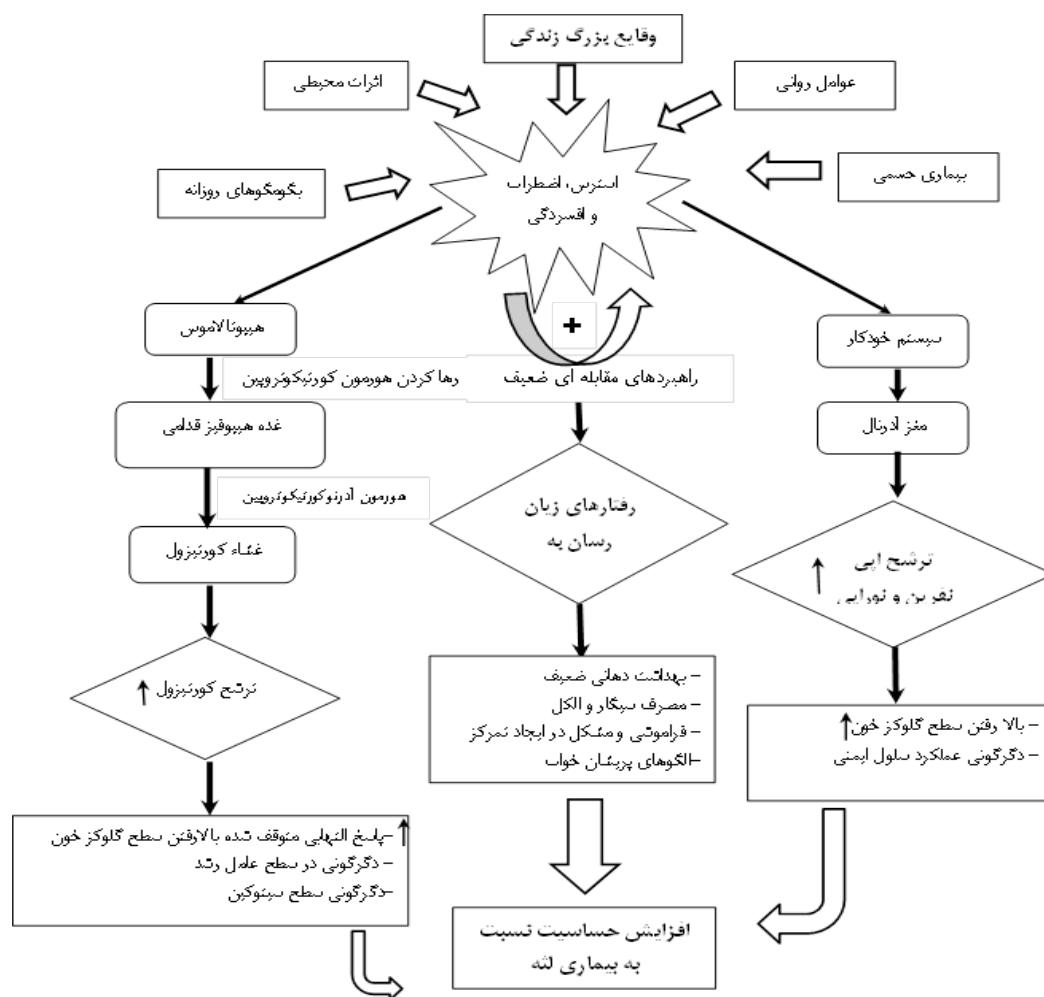 وقایع بزرگ زندگی
اثرات محیطی
عوامل روانی
بگومگوهای روزانه
استرس، اضطراب
و افسردگی
بیماری جسمی
هیپوتالاموس
+
سیستم خودکار
رها کردن هورمون کورتیکوتروپین
راهبردهای مقابله ای ضعیف
غده هیپوفیز قدامی
مغز آدرنال
هورمون آدرنوکورتیکوتروپین
رفتارهای زیان
رسان به
غشاء کورتیزول
ترشح اپی
نفرین و نوراپی
↑
ترشح کورتیزول ↑
– بهداشت دهانی ضعیف
– مصرف سیگار و الکل
– فراموشی و مشکل در ایجاد تمرکز
–الگوهای پریشان خواب
– بالا رفتن سطح گلوکز خون ↑
– دگرگونی عملکرد سلول ایمنی
–پاسخ التهابی متوقف شده بالارفتن سطح گلوکز خون ↑
–دگرگونی در سطح عامل رشد
–دگرگونی سطح سیتوکین
افزایش حساسیت نسبت
به بیماری لثه